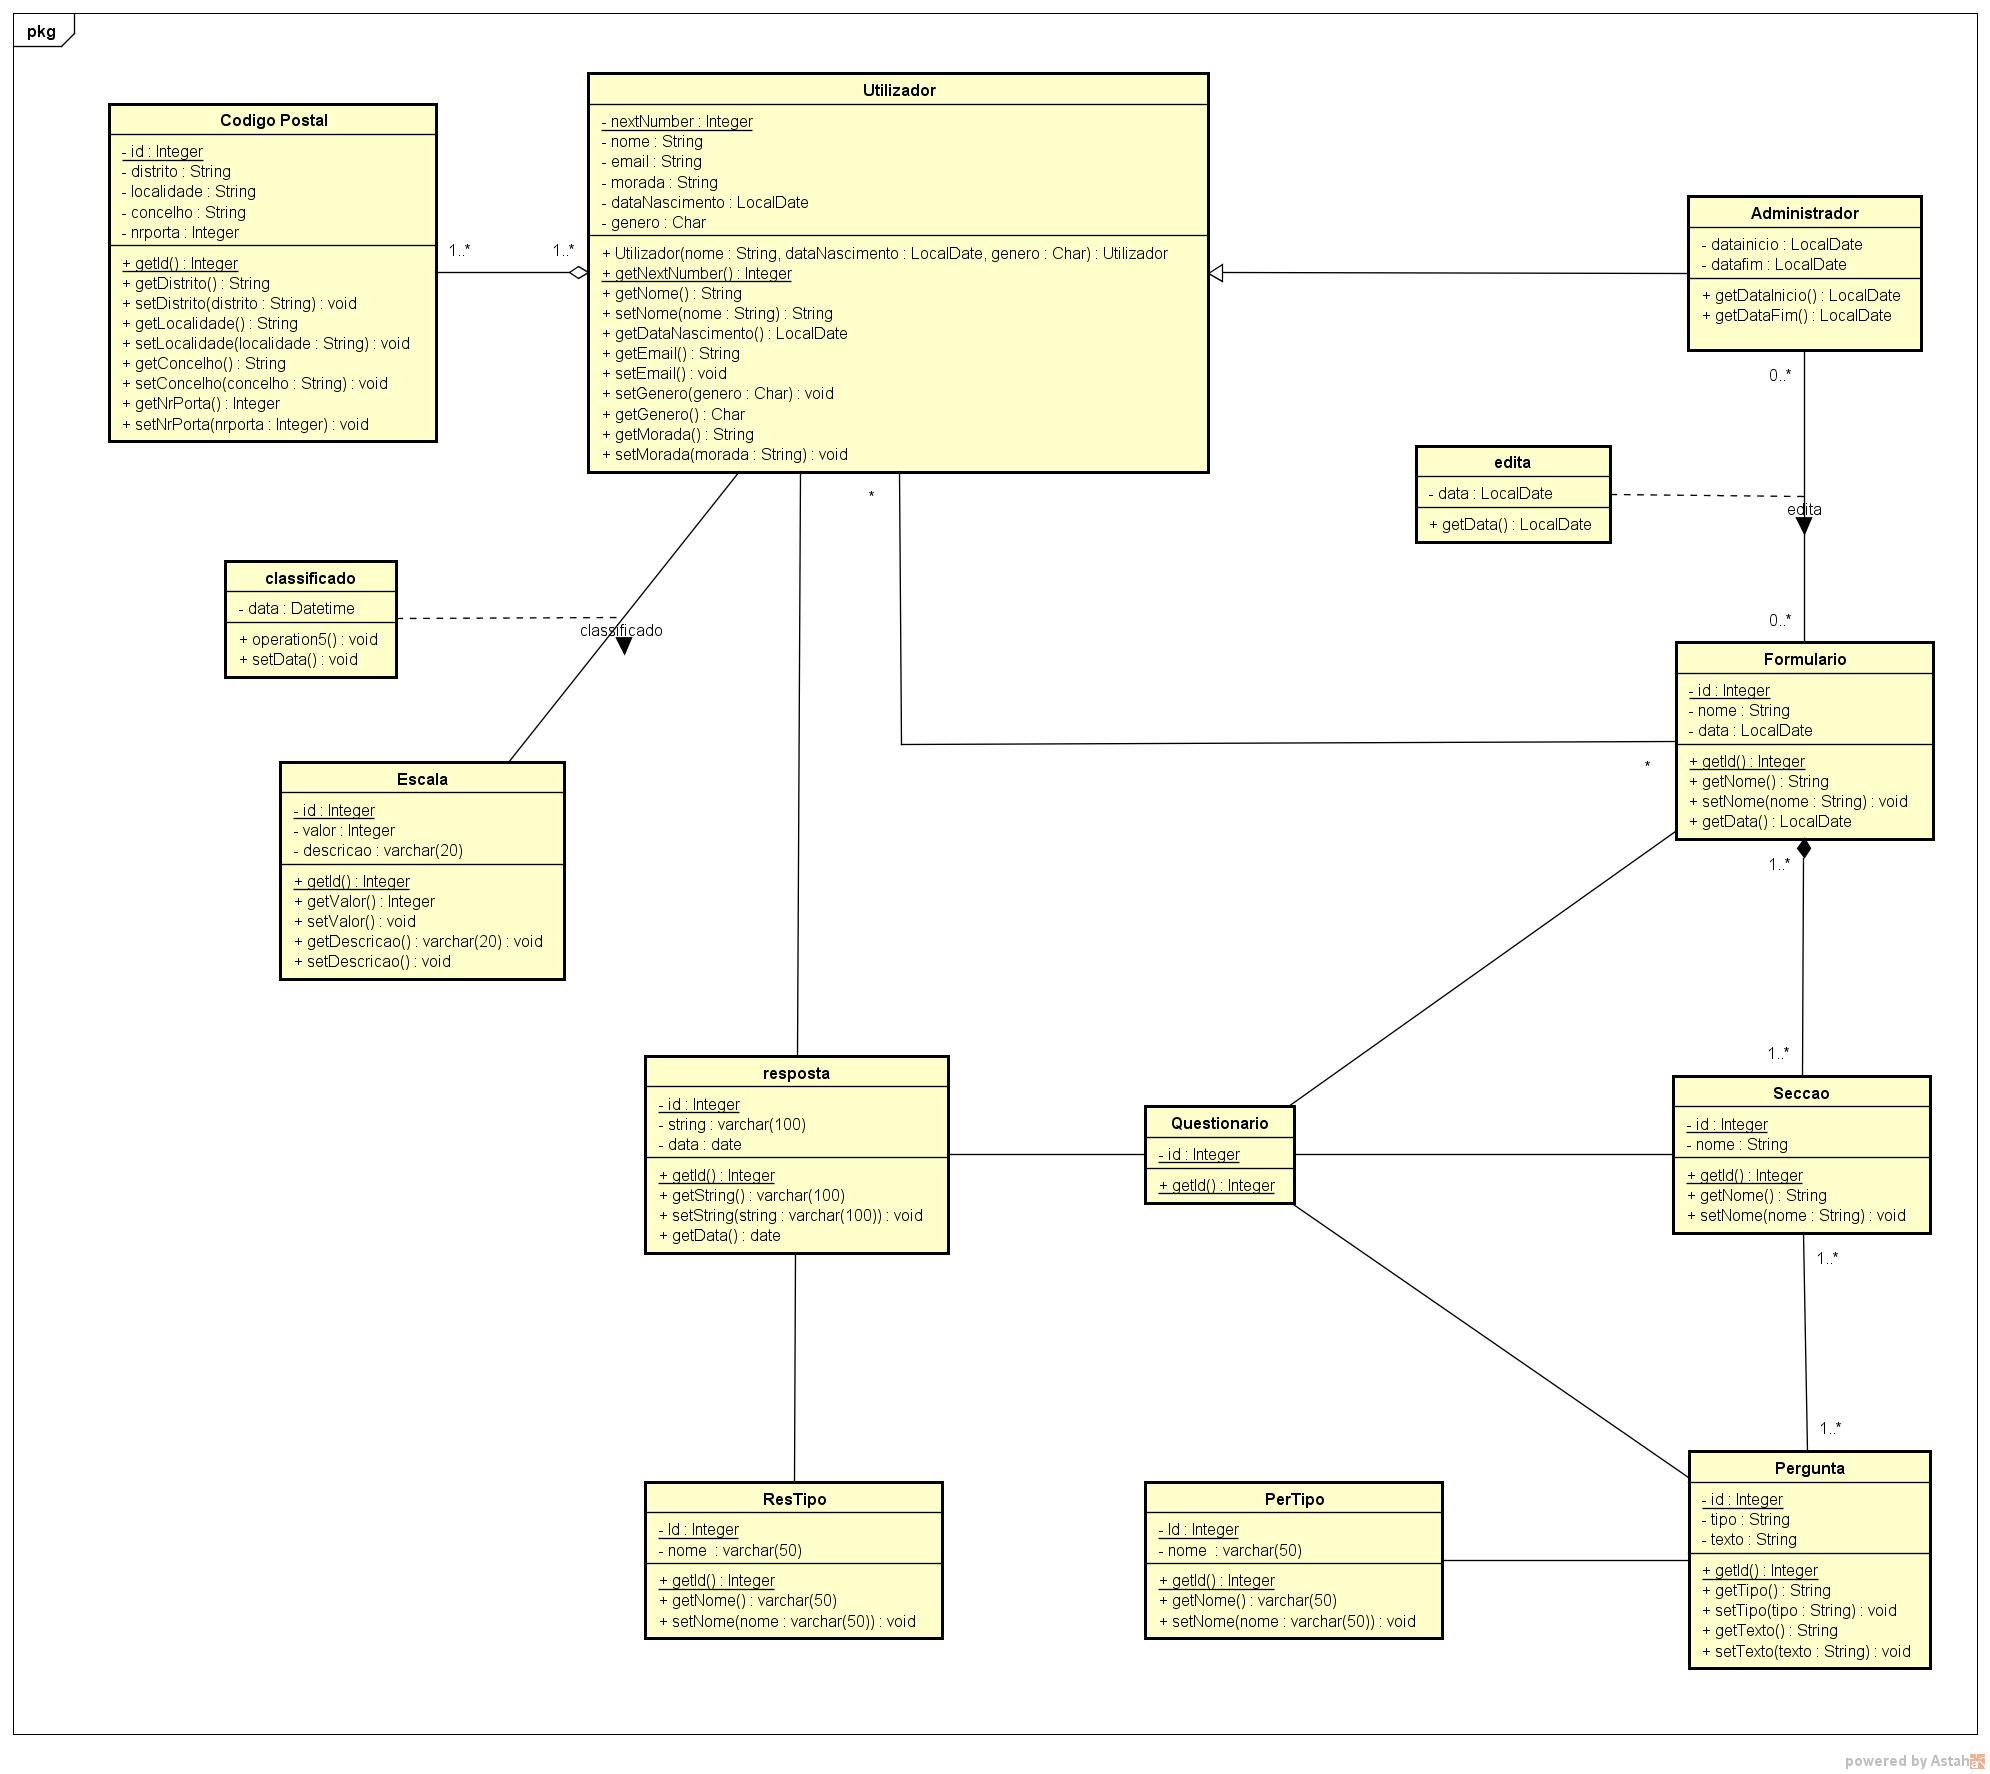 pkg
Utilizador
- nextNumber : Integer
- nome : String
- email : String
- morada : String
- dataNascimento : LocalDate
- genero : Char
+ Utilizador(nome : String, dataNascimento : LocalDate, genero : Char) : Utilizador
+ getNextNumber() : Integer
+ getNome() : String
+ setNome(nome : String) : String
+ getDataNascimento() : LocalDate
+ getEmail() : String
+ setEmail() : void
+ setGenero(genero : Char) : void
+ getGenero() : Char
+ getMorada() : String
+ setMorada(morada : String) : void
Codigo Postal
- id : Integer
- distrito : String
- localidade : String
- concelho : String
- nrporta : Integer
+ getId() : Integer
+ getDistrito() : String
+ setDistrito(distrito : String) : void
+ getLocalidade() : String
+ setLocalidade(localidade : String) : void
+ getConcelho() : String
+ setConcelho(concelho : String) : void
+ getNrPorta() : Integer
+ setNrPorta(nrporta : Integer) : void
1..*
1..*
Administrador
- datainicio : LocalDate
- datafim : LocalDate
+ getDataInicio() : LocalDate
+ getDataFim() : LocalDate
0..*
edita
- data : LocalDate
+ getData() : LocalDate
edita
0..*
*
classificado
- data : Datetime
+ operation5() : void
+ setData() : void
classificado
Formulario
- id : Integer
- nome : String
- data : LocalDate
+ getId() : Integer
+ getNome() : String
+ setNome(nome : String) : void
+ getData() : LocalDate
*
1..*
Escala
- id : Integer
- valor : Integer
- descricao : varchar(20)
+ getId() : Integer
+ getValor() : Integer
+ setValor() : void
+ getDescricao() : varchar(20) : void
+ setDescricao() : void
1..*
resposta
- id : Integer
- string : varchar(100)
- data : date
+ getId() : Integer
+ getString() : varchar(100)
+ setString(string : varchar(100)) : void
+ getData() : date
Questionario
- id : Integer
+ getId() : Integer
Seccao
- id : Integer
- nome : String
+ getId() : Integer
+ getNome() : String
+ setNome(nome : String) : void
1..*
1..*
ResTipo
- Id : Integer
- nome : varchar(50)
+ getId() : Integer
+ getNome() : varchar(50)
+ setNome(nome : varchar(50)) : void
PerTipo
- Id : Integer
- nome : varchar(50)
+ getId() : Integer
+ getNome() : varchar(50)
+ setNome(nome : varchar(50)) : void
Pergunta
- id : Integer
- tipo : String
- texto : String
+ getId() : Integer
+ getTipo() : String
+ setTipo(tipo : String) : void
+ getTexto() : String
+ setTexto(texto : String) : void
powered by Astah